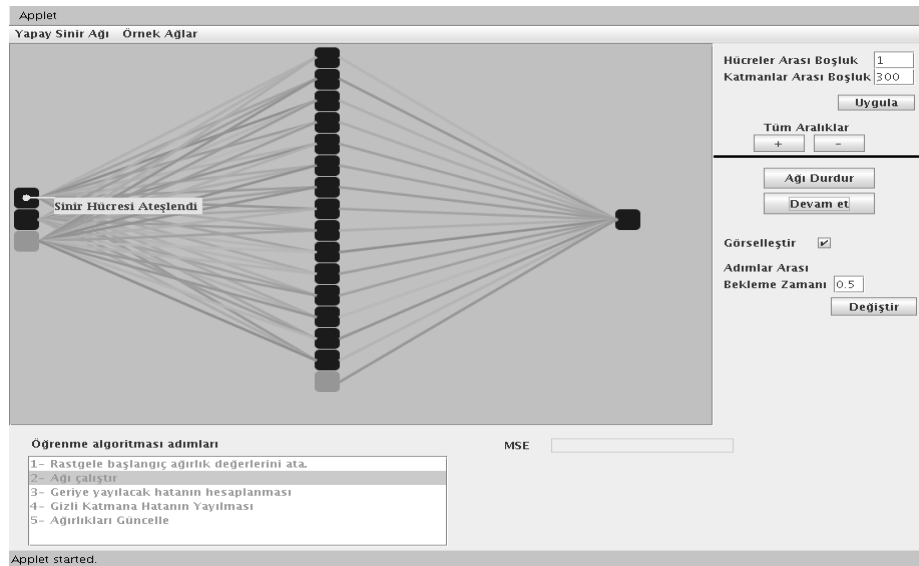 Applet
Yapay Sinir Ağı Örnek Ağlar
Hücreler Arası Boşluk 1
Katmanlar Arası Boşluk 300
Uygula
Tüm Aralıklar
+ -
Ağı Durdur
Devam et
Sinir Hücresi Ateşlendi
Görselleştir
Adımlar Arası
Bekleme Zamanı 0.5
Değiştir
Öğrenme algoritması adımları
MSE
1- Rastgele başlangıç ağırlık değerlerini ata.
2- Ağı çalıştır
3- Geriye yayılacak hatanın hesaplanması
4- Gizli Katmana Hatanın Yayılması
5- Ağırlıkları Güncelle
Applet started.